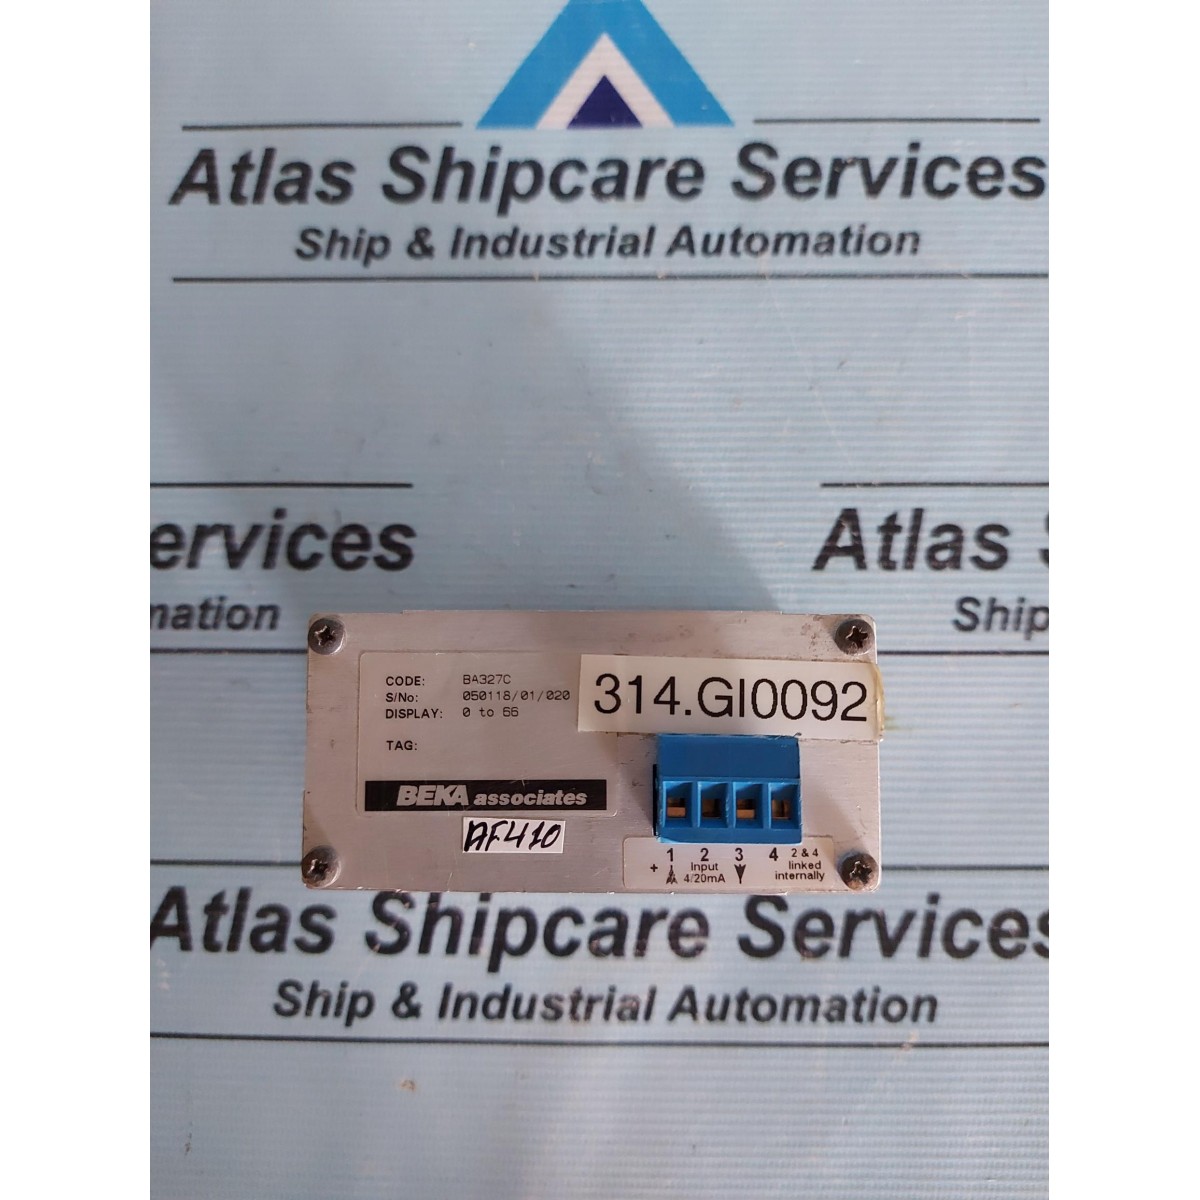 Atlas Shipcare Services
Ship & Industrial Automation
ervices
mation
Atlas S
Ship
CODE: BA327C
S/No: 050118/01/020
DISPLAY: 0 to 66
TAG:
314.GI0092
BEKA associates
AF410
+ 1 2 3 4
Input
4/20mA
2 & 4
linked
internally
Atlas Shipcare Services
Ship & Industrial Automation